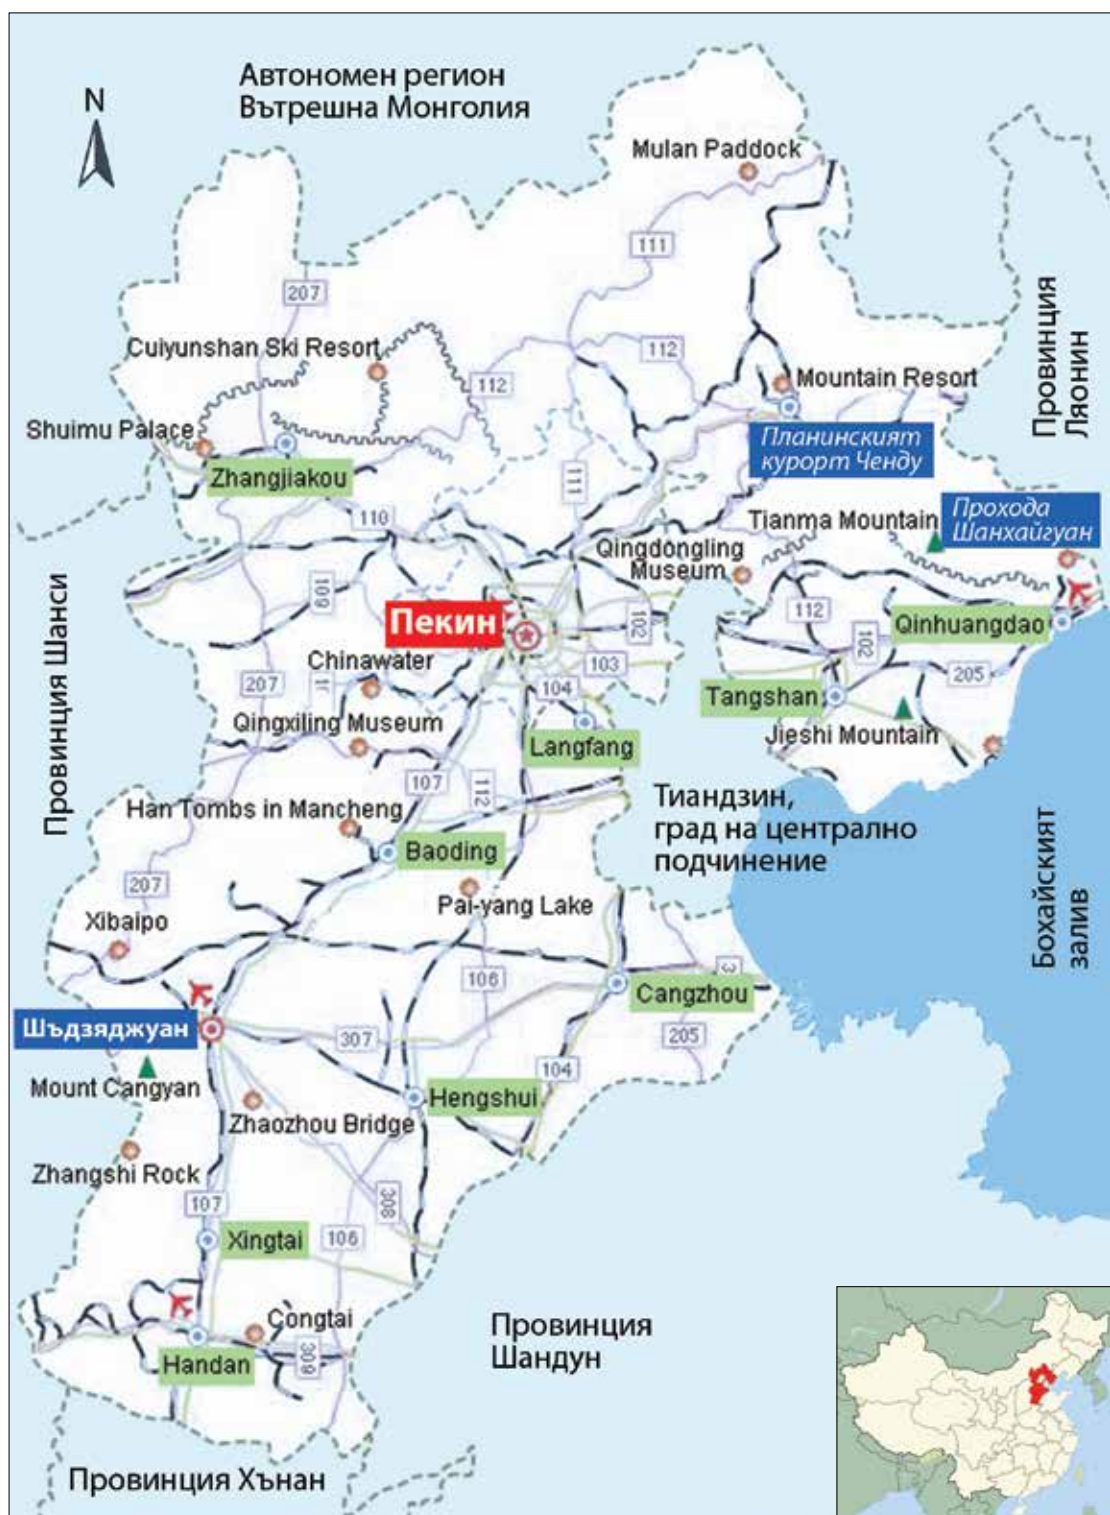 Автономен регион
Вътрешна Монголия
N
Mulan Paddock
111
207
Провинция
Ляонин
Cuiyunshan Ski Resort
112
112
Mountain Resort
Shuimu Palace
Планинският
курорт Ченду
Zhangjiakou
111
110
Tianma Mountain
Прохода
Шанхайгуан
Qingdongling
Museum
109
112
Пекин
102
Qinhuangdao
102
Провинция Шанси
Chinawater
103
205
207
104
Tangshan
Qingxiling Museum
Langfang
Jieshi Mountain
107
112
Han Tombs in Mancheng
Тиандзин,
град на централно
подчинение
Baoding
207
Pai-yang Lake
Xibaipo
Бохайският
залив
106
3
Cangzhou
Шъдзяджуан
307
205
104
Mount Cangyan
Hengshui
Zhaozhou Bridge
Zhangshi Rock
107
308
Xingtai
106
Congtai
Провинция
Шандун
Handan
309
Провинция Хънан